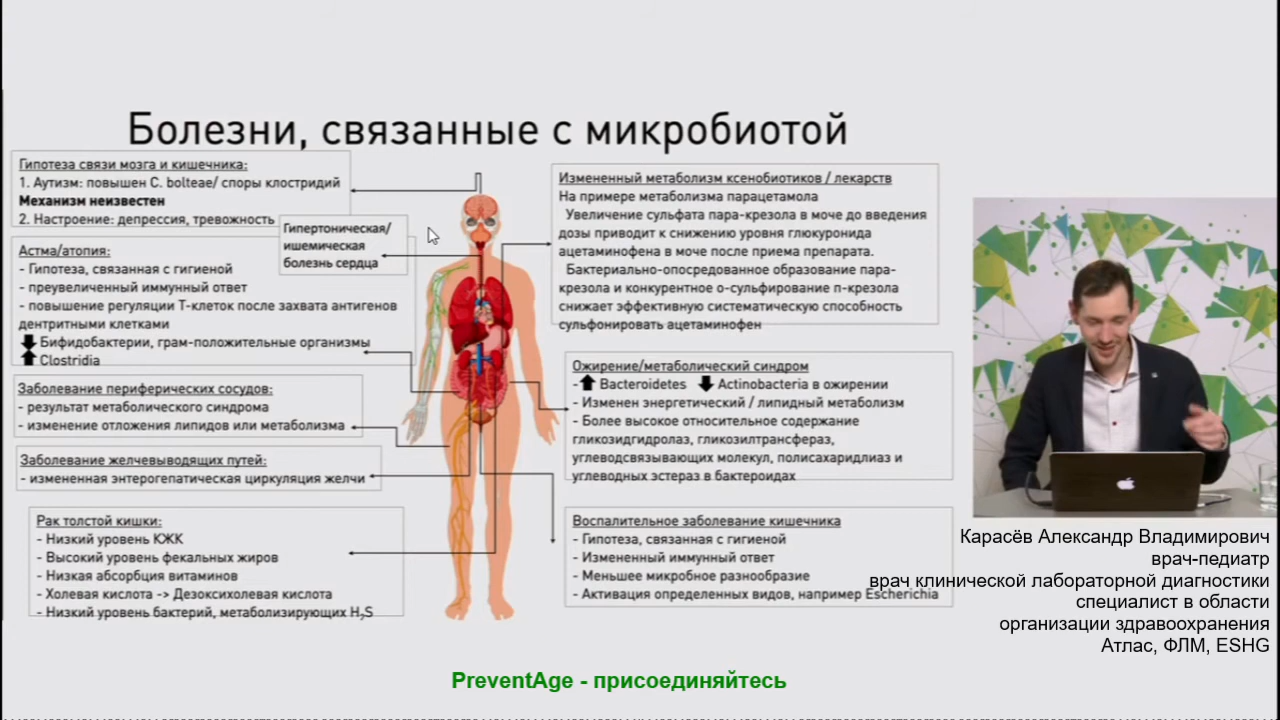 Болезни, связанные с микробиотой
Гипотеза связи мозга и кишечника:
1. Аутизм: повышен C. bolteae/ споры клостридий
Механизм неизвестен
2. Настроение: депрессия, тревожность
Гипертоническая/
ишемическая
болезнь сердца
Астма/атопия:
- Гипотеза, связанная с гигиеной
- преувеличенный иммунный ответ
- повышение регуляции Т-клеток после захвата антигенов
дентритными клетками
Бифидобактерии, грам-положительные организмы
Clostridia
Заболевание периферических сосудов:
- результат метаболического синдрома
- изменение отложения липидов или метаболизма
Заболевание желчевыводящих путей:
- измененная энтерогепатическая циркуляция желчи
Рак толстой кишки:
- Низкий уровень КЖК
- Высокий уровень фекальных жиров
- Низкая абсорбция витаминов
- Холевая кислота -> Дезоксихолевая кислота
- Низкий уровень бактерий, метаболизирующих H₂S
Измененный метаболизм ксенобиотиков / лекарств
На примере метаболизма парацетамола
Увеличение сульфата пара-крезола в моче до введения
дозы приводит к снижению уровня глюкуронида
ацетаминофена в моче после приема препарата.
Бактериально-опосредованное образование пара-
крезола и конкурентное о-сульфирование п-крезола
снижает эффективную систематическую способность
сульфонировать ацетаминофен
Ожирение/метаболический синдром
- Bacteroidetes Actinobacteria в ожирении
- Изменен энергетический / липидный метаболизм
- Более высокое относительное содержание
гликозидгидролаз, гликозилтрансфераз,
углеводсвязывающих молекул, полисахаридлиаз и
углеводных эстераз в бактероидах
Воспалительное заболевание кишечника
- Гипотеза, связанная с гигиеной
- Измененный иммунный ответ
- Меньшее микробное разнообразие
- Активация определенных видов, например Escherichia
Карасёв Александр Владимирович
врач-педиатр
врач клинической лабораторной диагностики
специалист в области
организации здравоохранения
Атлас, ФЛМ, ESHG
PreventAge - присоединяйтесь